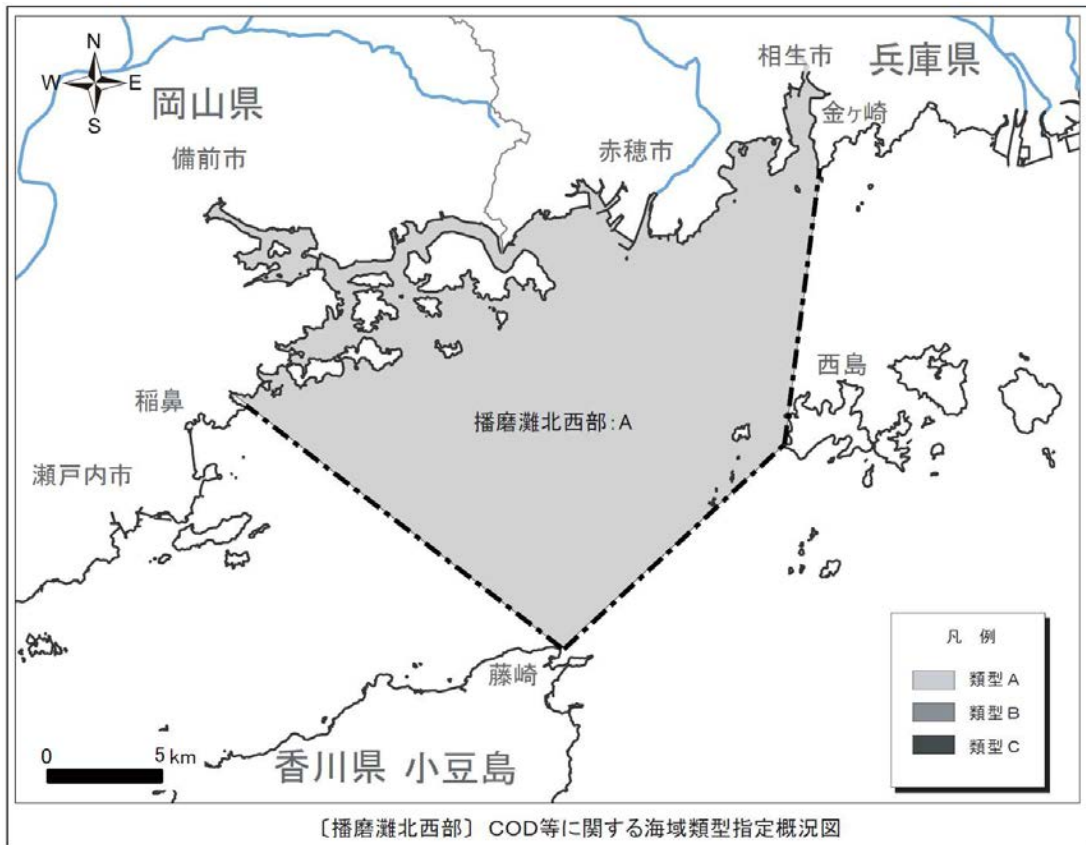 N
W E
S
岡山県
備前市
相生市
兵庫県
金ヶ崎
赤穂市
西島
稲鼻
播磨灘北西部:A
瀬戸内市
藤崎
香川県 小豆島
0 5 km
凡 例
類型A
類型B
類型C
〔播磨灘北西部〕 COD等に関する海域類型指定概況図